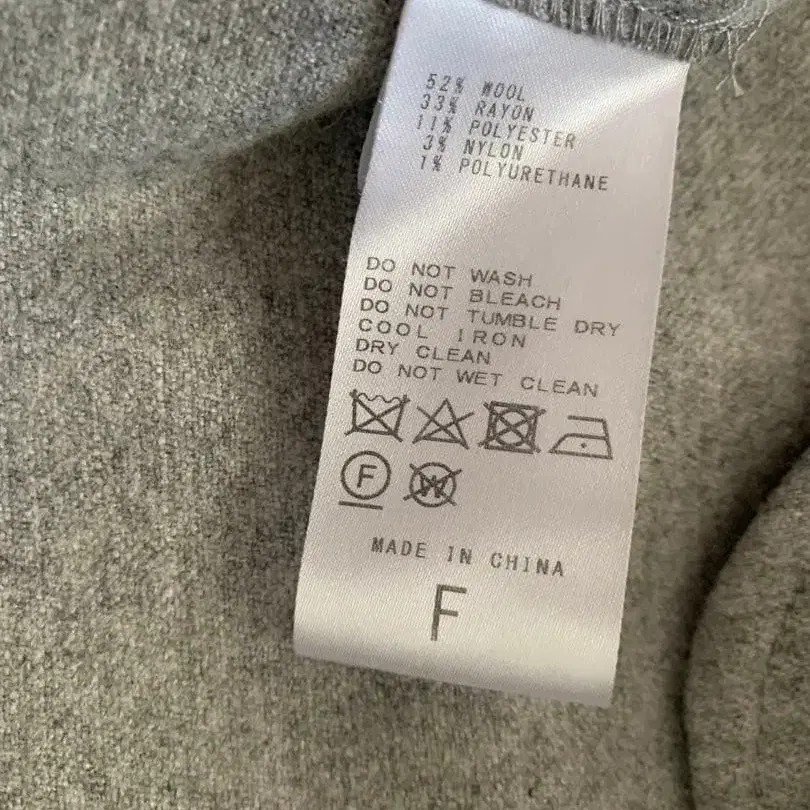 52% WOOL
33% RAYON
11% POLYESTER
3% NYLON
1% POLYURETHANE
DO NOT WASH
DO NOT BLEACH
DO NOT TUMBLE DRY
COOL IRON
DRY CLEAN
DO NOT WET CLEAN
F W
MADE IN CHINA
F